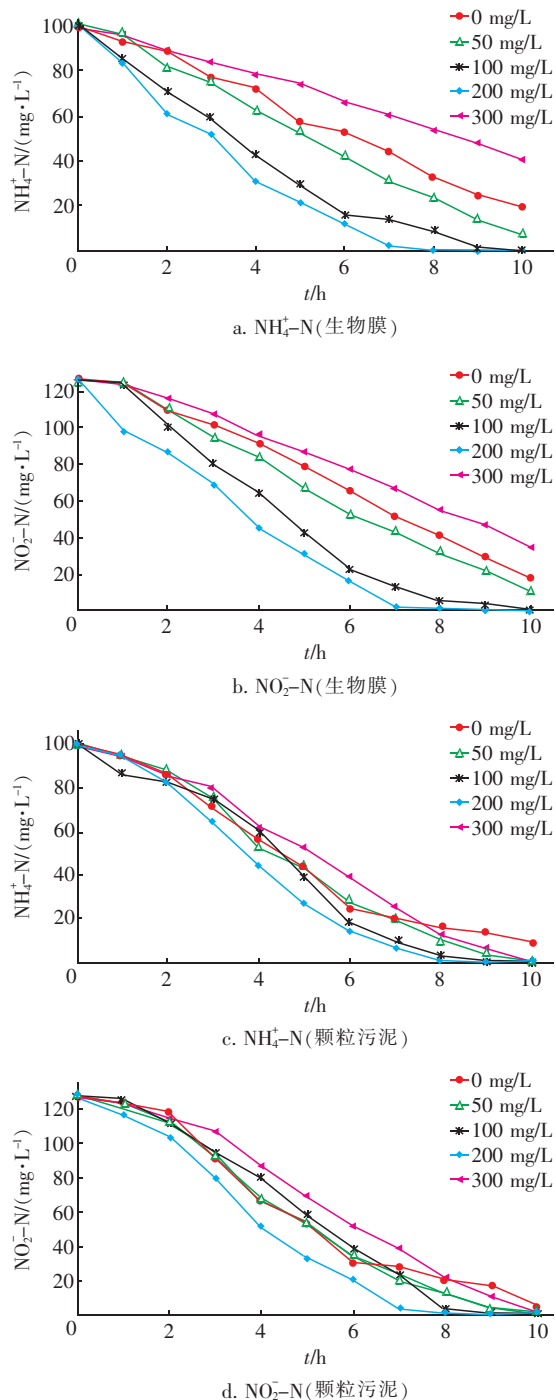 NH₄⁺-N/(mg·L⁻¹)
100
80
60
40
20
0 2 4 6 8 10
0 mg/L
50 mg/L
100 mg/L
200 mg/L
300 mg/L
t/h
a. NH₄⁺-N(生物膜)
NO₂⁻-N/(mg·L⁻¹)
120
100
80
60
40
20
0 2 4 6 8 10
0 mg/L
50 mg/L
100 mg/L
200 mg/L
300 mg/L
t/h
b. NO₂⁻-N(生物膜)
NH₄⁺-N/(mg·L⁻¹)
100
80
60
40
20
0 2 4 6 8 10
0 mg/L
50 mg/L
100 mg/L
200 mg/L
300 mg/L
t/h
c. NH₄⁺-N(颗粒污泥)
NO₂⁻-N/(mg·L⁻¹)
120
100
80
60
40
20
0 2 4 6 8 10
0 mg/L
50 mg/L
100 mg/L
200 mg/L
300 mg/L
t/h
d. NO₂⁻-N(颗粒污泥)